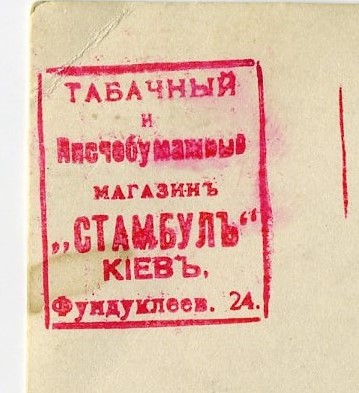 ТАБАЧНЫЙ
и
Писчебумажный
МАГАЗИНЪ
„СТАМБУЛЪ“
КІЕВЪ,
Фундуклеев. 24.